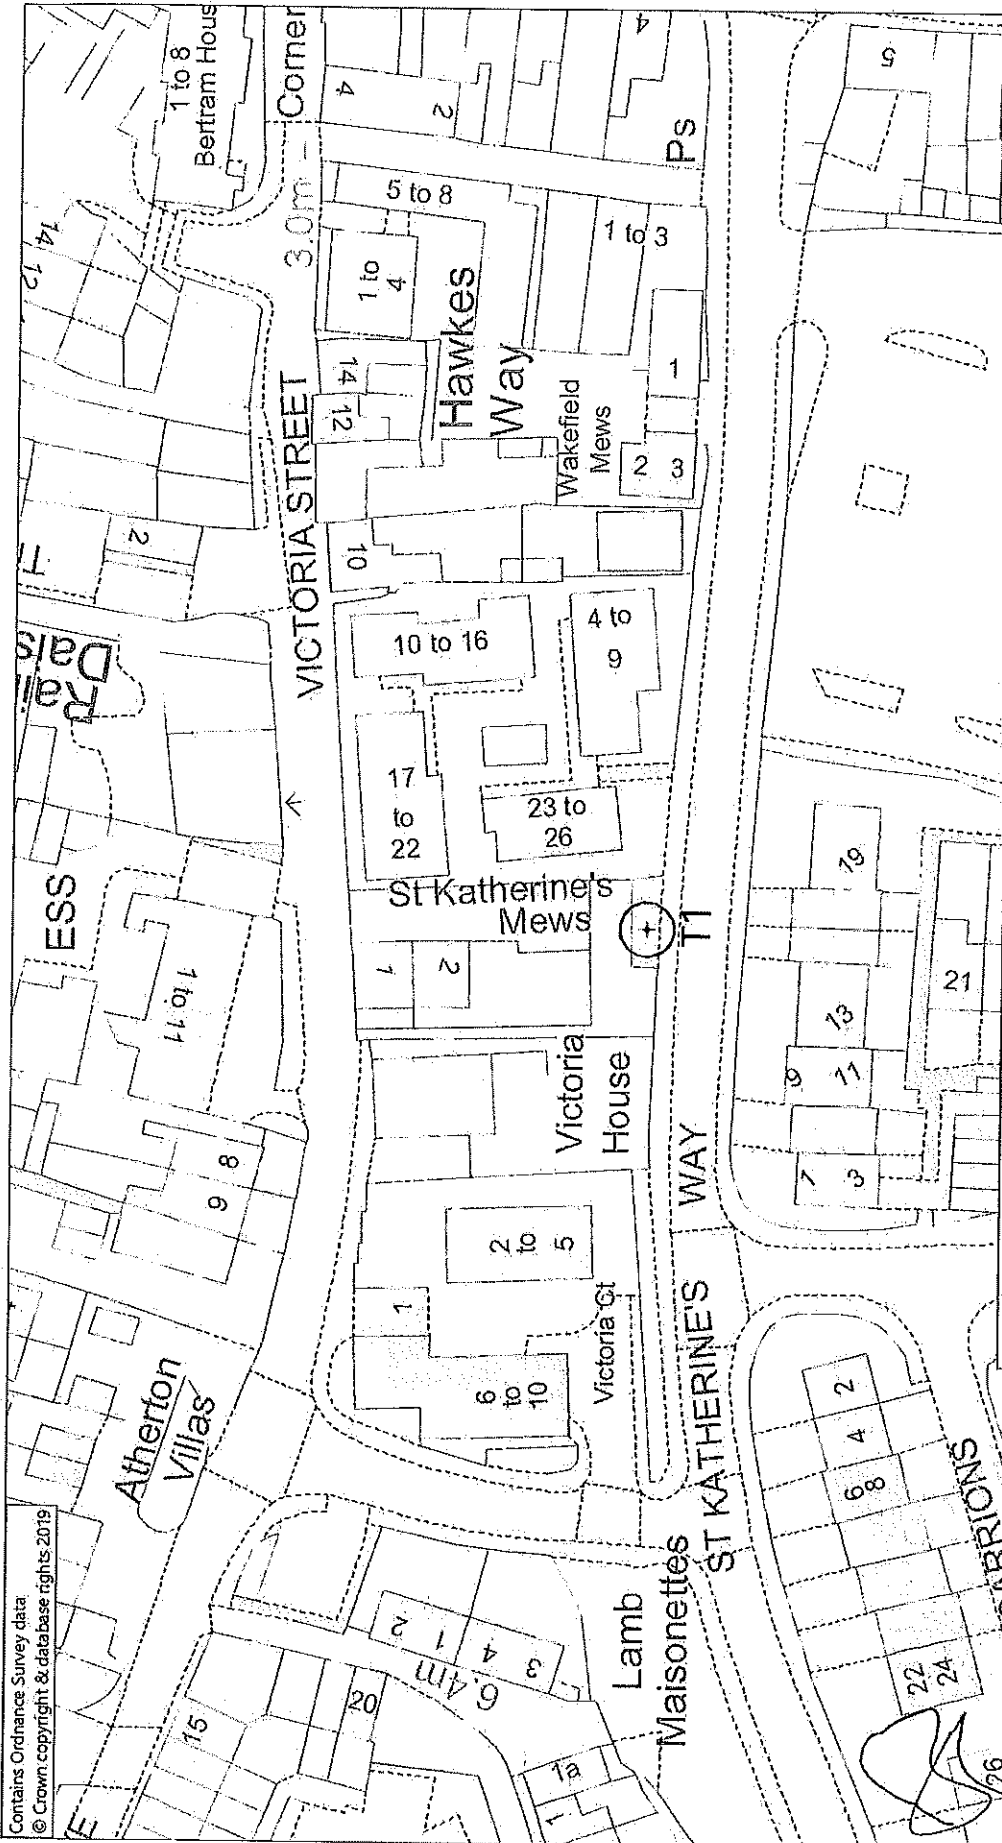 Contains Ordnance Survey data
© Crown copyright & database rights 2019
1 to 8
Bertram Hous
Corner
4
2
4
5
3.0m
14
12
5 to 8
1 to
4
1 to 3
Ps
Hawkes
Way
14
12
1
Wakefield
Mews
2
3
VICTORIA STREET
2
10
10 to 16
4 to
9
Rail
Dals
17
to
22
23 to
26
St Katherine's
Mews
T1
ESS
1 to 11
1
2
19
13
21
9
11
1
3
Victoria
House
8
9
2
to
5
1
6
to
10
Victoria Ct
ST KATHERINE'S WAY
Atherton
Villas
2
4
6
8
22
24
26
Lamb
Maisonettes
2
1
4
3
6.4m
20
15
1a
1
E